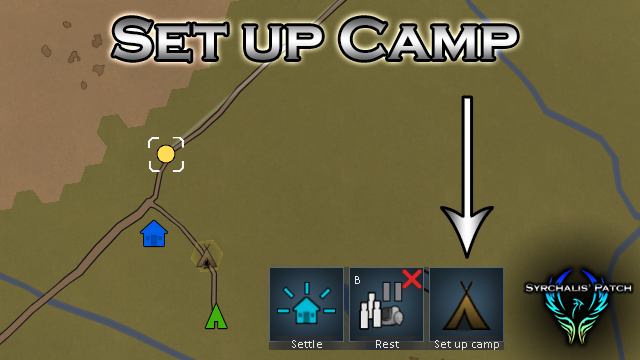 Set up Camp
B
Settle
Rest
Set up camp
Syrchalis' Patch